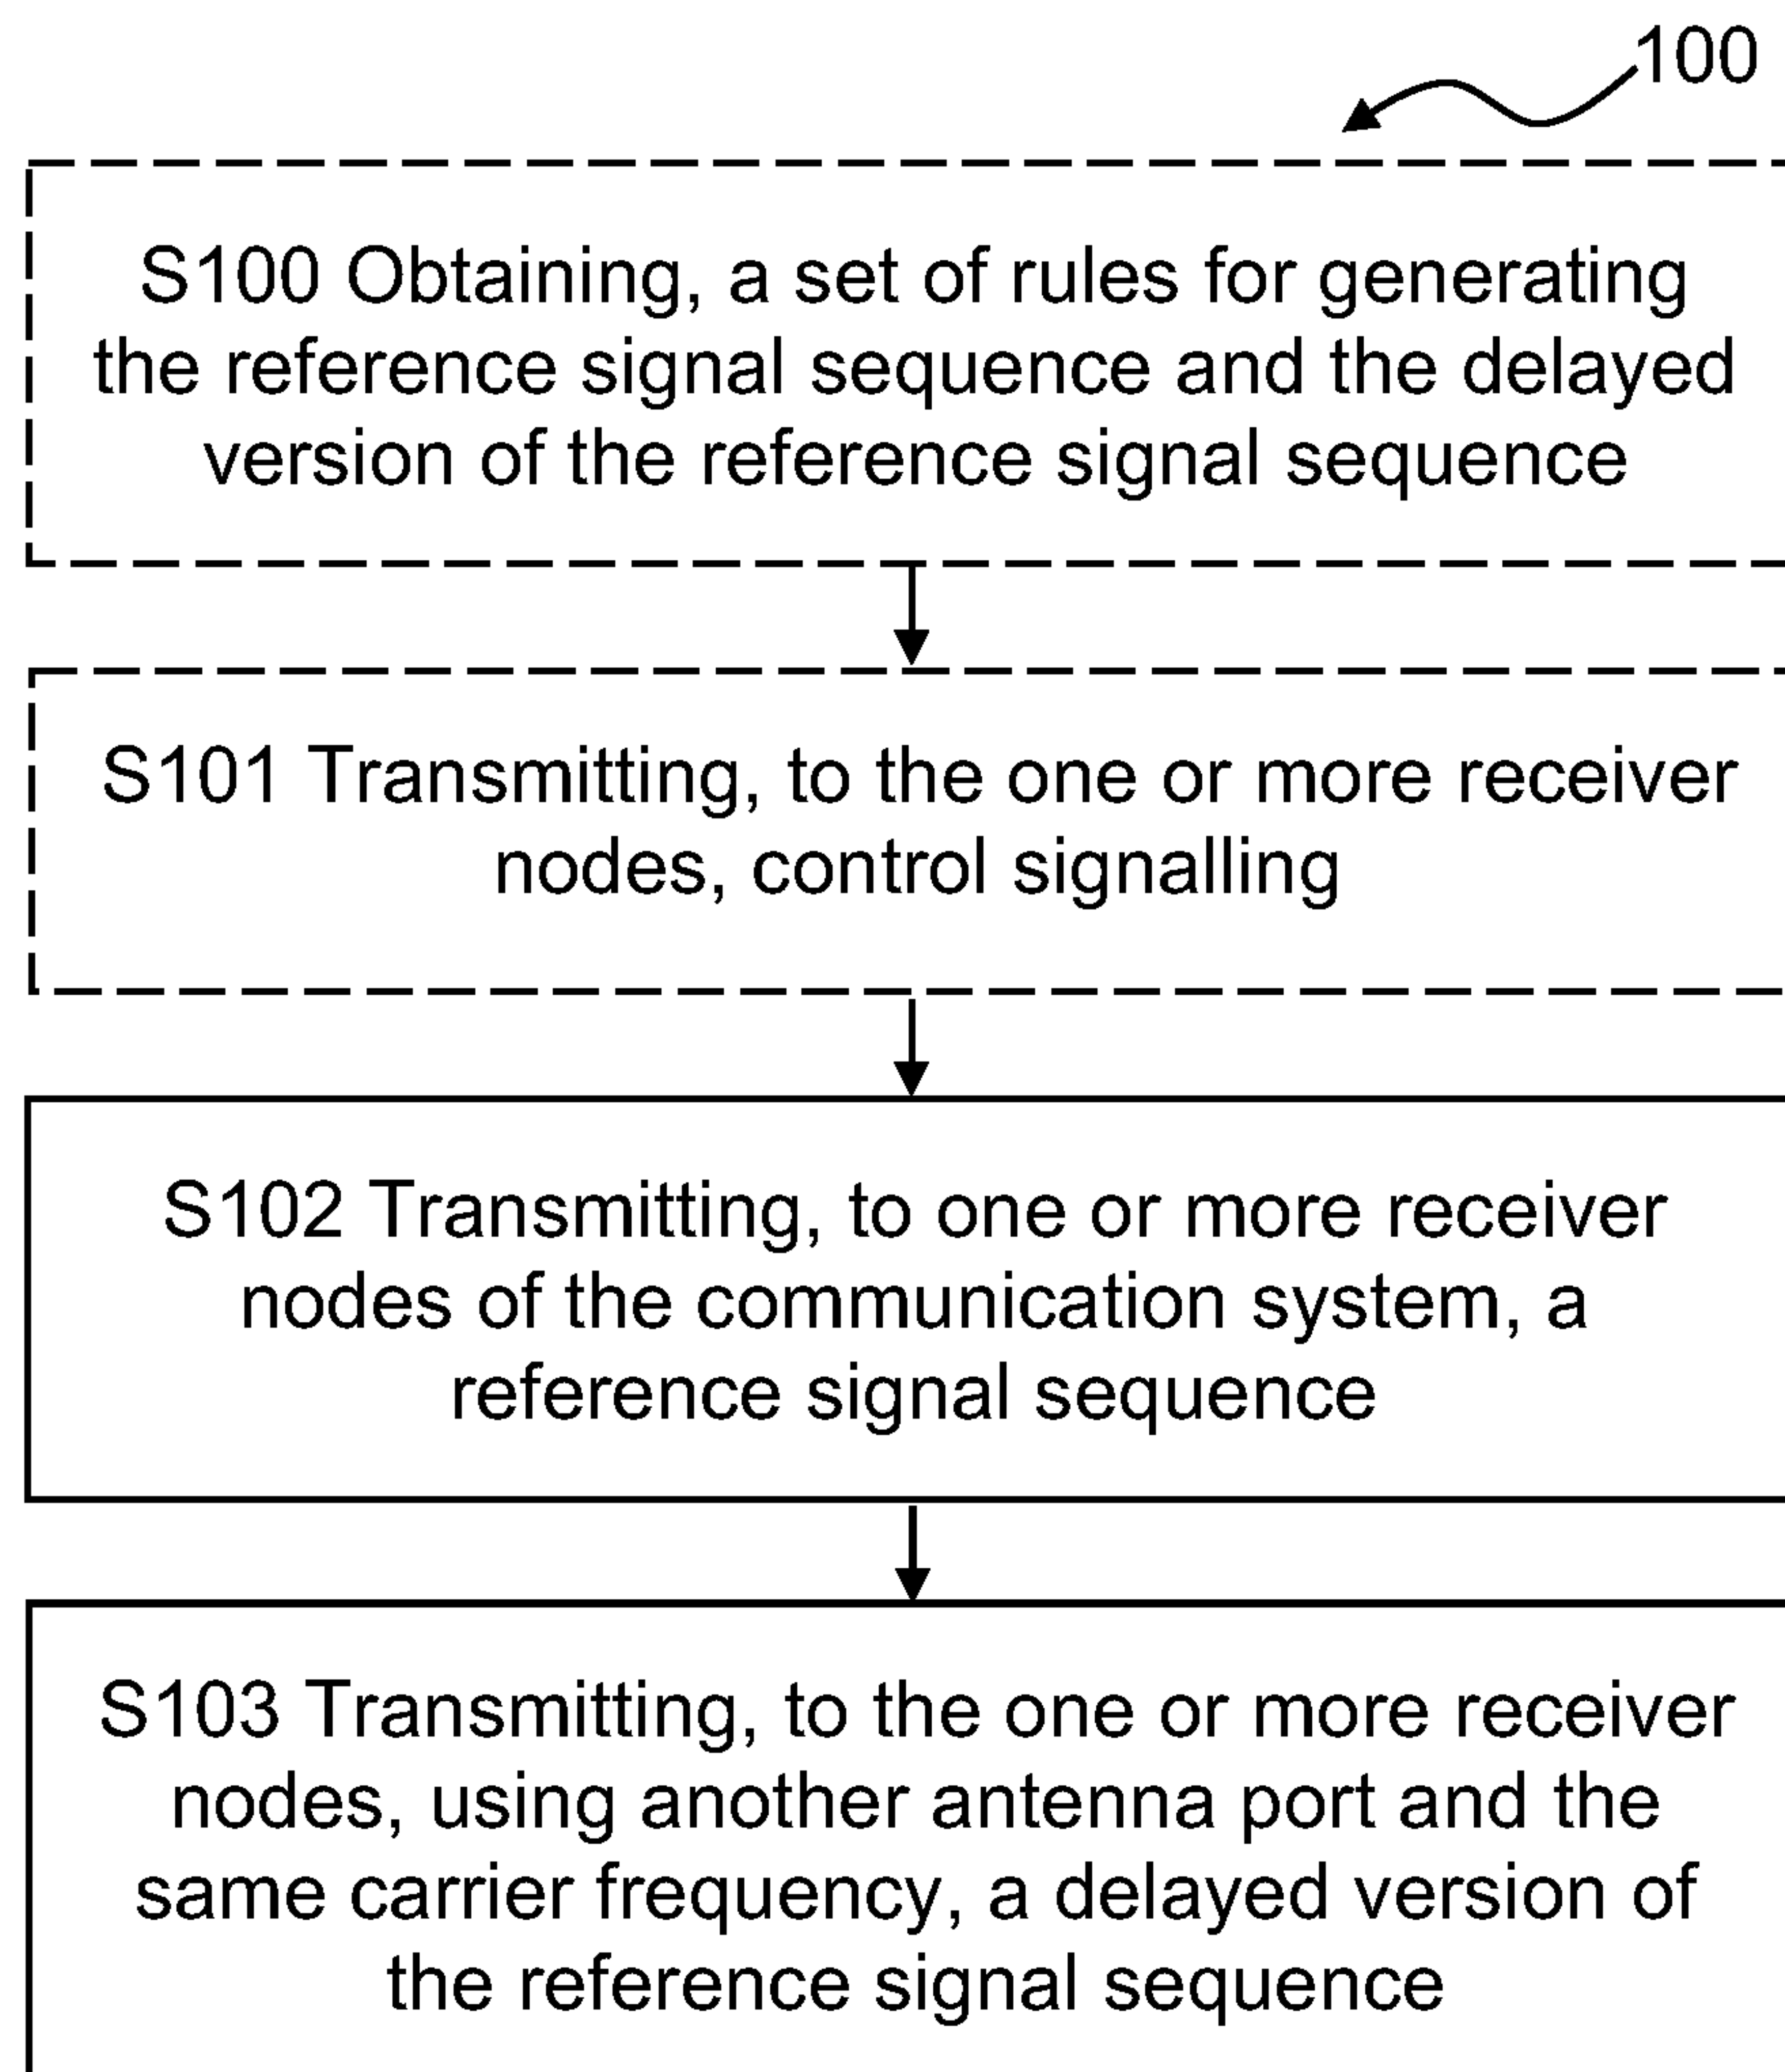 100
S100 Obtaining, a set of rules for generating
the reference signal sequence and the delayed
version of the reference signal sequence
S101 Transmitting, to the one or more receiver
nodes, control signalling
S102 Transmitting, to one or more receiver
nodes of the communication system, a
reference signal sequence
S103 Transmitting, to the one or more receiver
nodes, using another antenna port and the
same carrier frequency, a delayed version of
the reference signal sequence